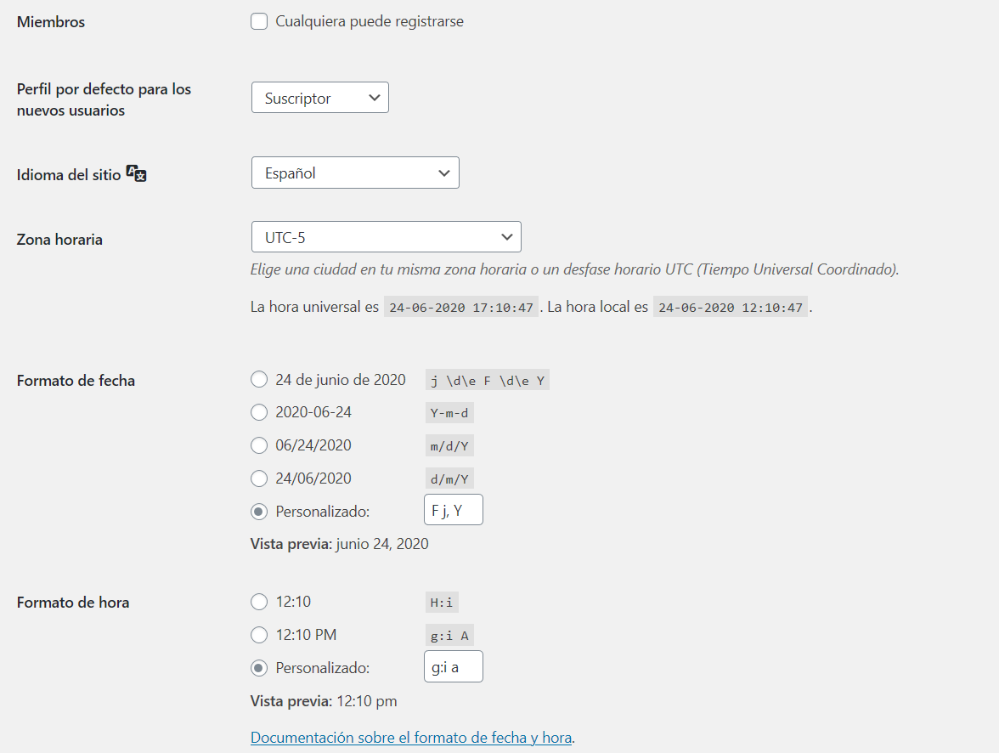 Miembros
Cualquiera puede registrarse
Perfil por defecto para los
nuevos usuarios
Suscriptor
Idioma del sitio
Español
Zona horaria
UTC-5
Elige una ciudad en tu misma zona horaria o un desfase horario UTC (Tiempo Universal Coordinado).
La hora universal es 24-06-2020 17:10:47 . La hora local es 24-06-2020 12:10:47 .
Formato de fecha
24 de junio de 2020 j \d\e F \d\e Y
2020-06-24 Y-m-d
06/24/2020 m/d/Y
24/06/2020 d/m/Y
Personalizado: F j, Y
Vista previa: junio 24, 2020
Formato de hora
12:10 H:i
12:10 PM g:i A
Personalizado: g:i a
Vista previa: 12:10 pm
Documentación sobre el formato de fecha y hora.